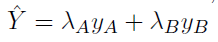 Ŷ = λ_A y_A + λ_B y_B